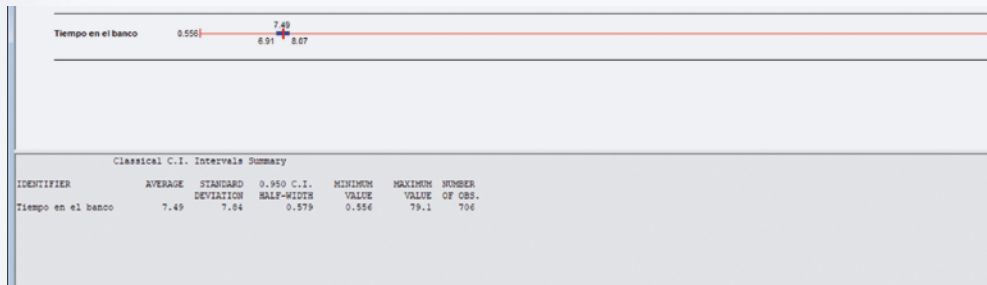 7.49
Tiempo en el banco 0.556
6.91 8.07
Classical C.I. Intervals Summary
IDENTIFIER AVERAGE STANDARD 0.950 C.I. MINIMUM MAXIMUM NUMBER
DEVIATION HALF-WIDTH VALUE VALUE OF OBS.
Tiempo en el banco 7.49 7.84 0.579 0.556 79.1 706